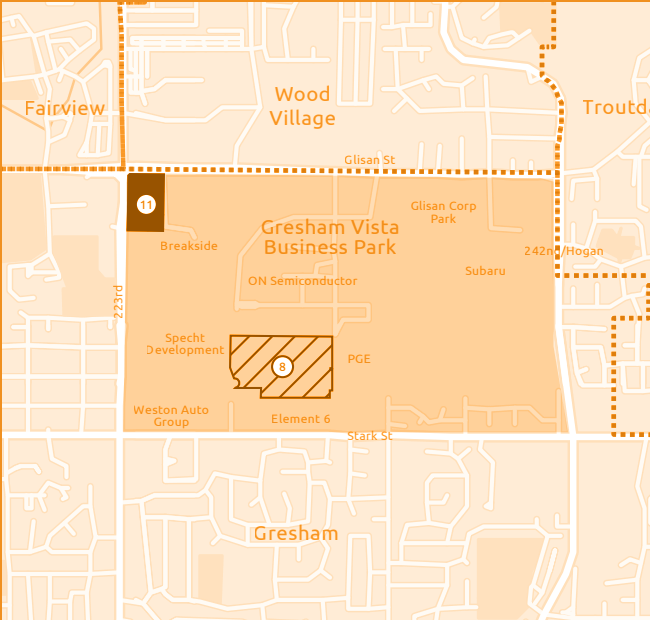 Wood
Village
Fairview
Troutda
Glisan St
11
Glisan Corp
Park
Gresham Vista
Business Park
Breakside
242nd/Hogan
Subaru
ON Semiconductor
223rd
Specht
Development
PGE
8
Weston Auto
Group
Element 6
Stark St
Gresham